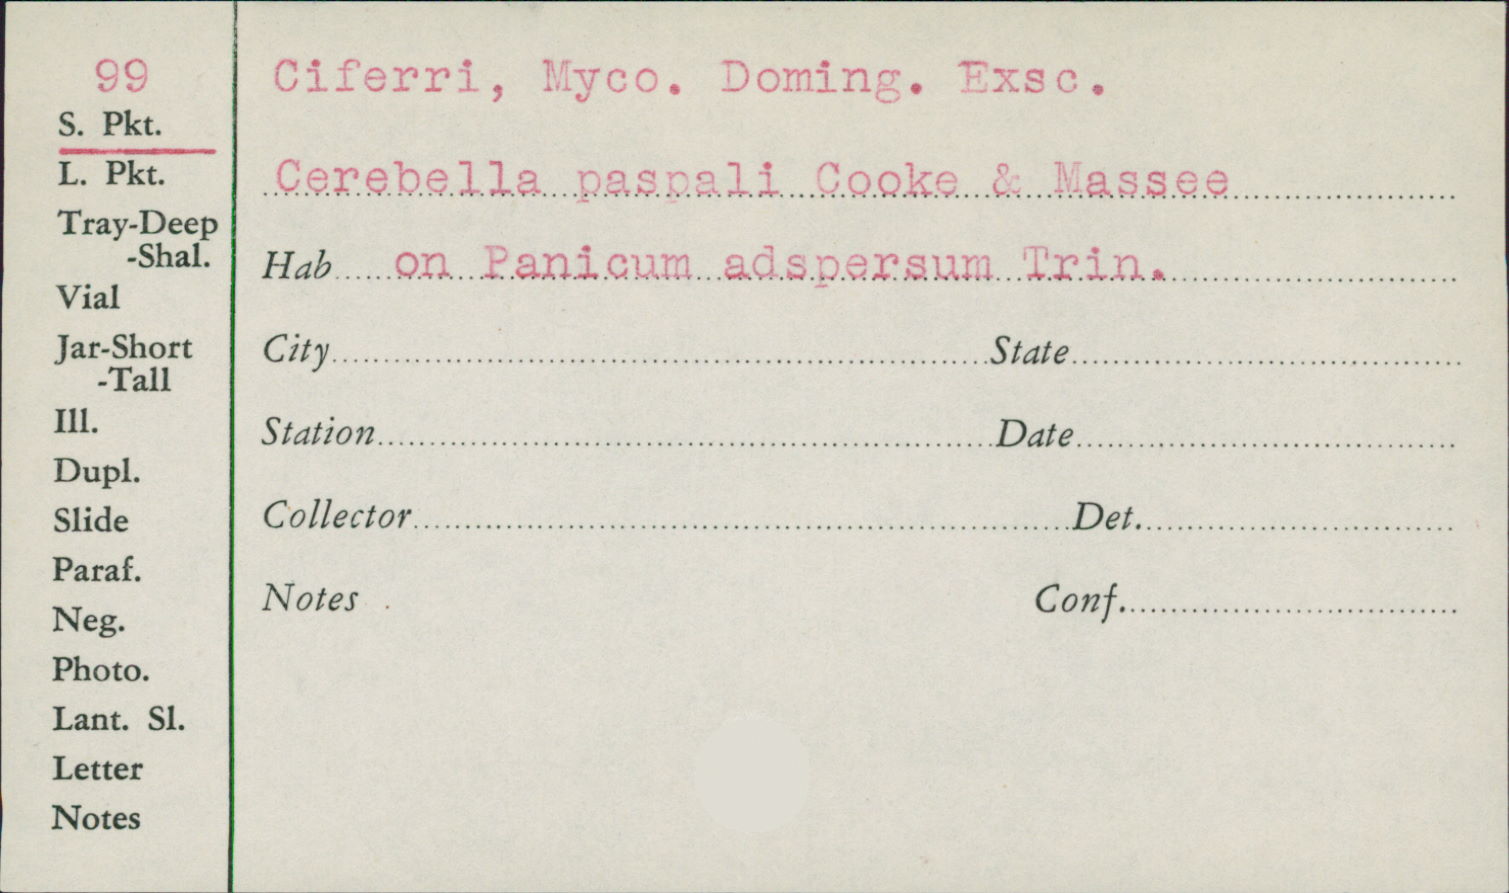 99
S. Pkt.
L. Pkt.
Tray-Deep
-Shal.
Vial
Jar-Short
-Tall
Ill.
Dupl.
Slide
Paraf.
Neg.
Photo.
Lant. Sl.
Letter
Notes
Ciferri, Myco. Doming. Exsc.
Cerebella paspali Cooke & Massee
Hab on Panicum adspersum Trin.
City State
Station Date
Collector Det.
Notes Conf.